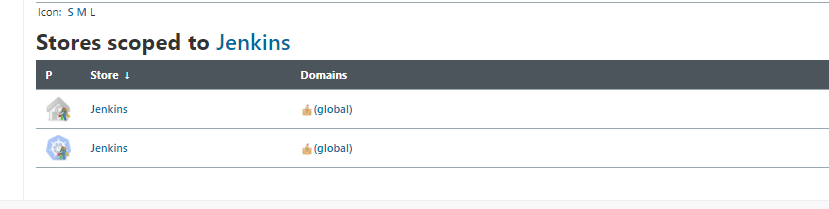 Icon: S M L
Stores scoped to Jenkins
P Store ↓ Domains
Jenkins (global)
Jenkins (global)